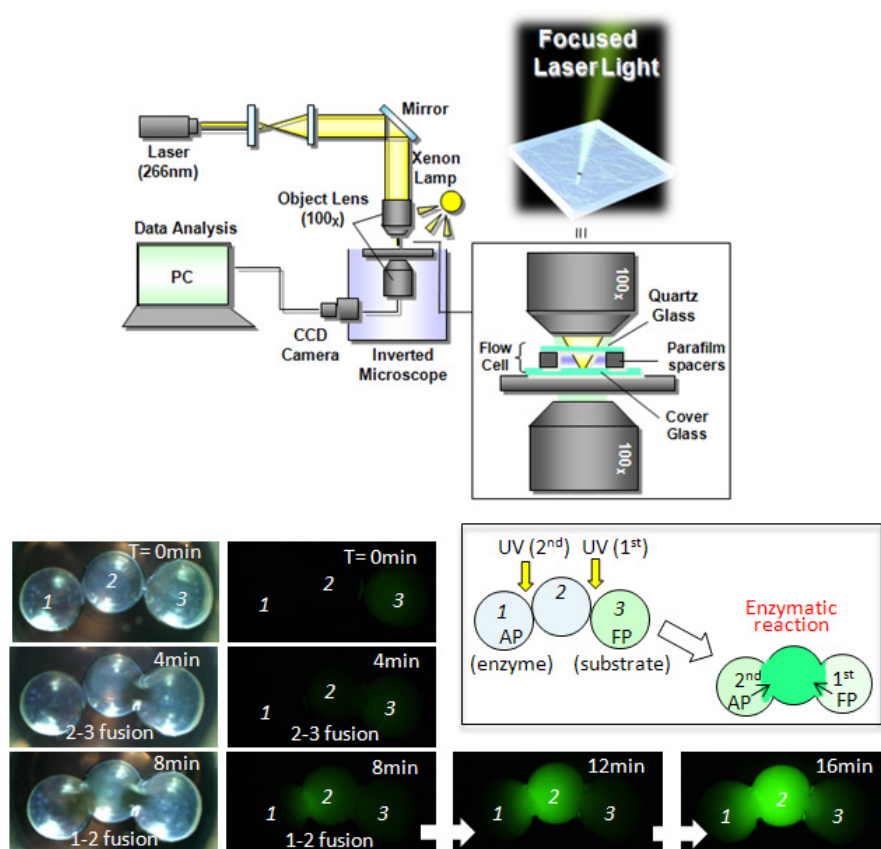 Focused
Laser Light
Mirror
Laser
(266nm)
Xenon
Lamp
Object Lens
(100x)
Data Analysis
PC
CCD
Camera
Inverted
Microscope
=
100x
Quartz
Glass
Flow
Cell
Parafilm
spacers
Cover
Glass
100x
T= 0min
1
2
3
T= 0min
1
2
3
4min
2-3 fusion
4min
1
3
2-3 fusion
8min
1-2 fusion
8min
2
3
1-2 fusion
12min
1
2
3
16min
1
2
3
UV (2nd)
UV (1st)
1
AP
2
3
FP
(enzyme)
(substrate)
Enzymatic
reaction
2nd
AP
1st
FP